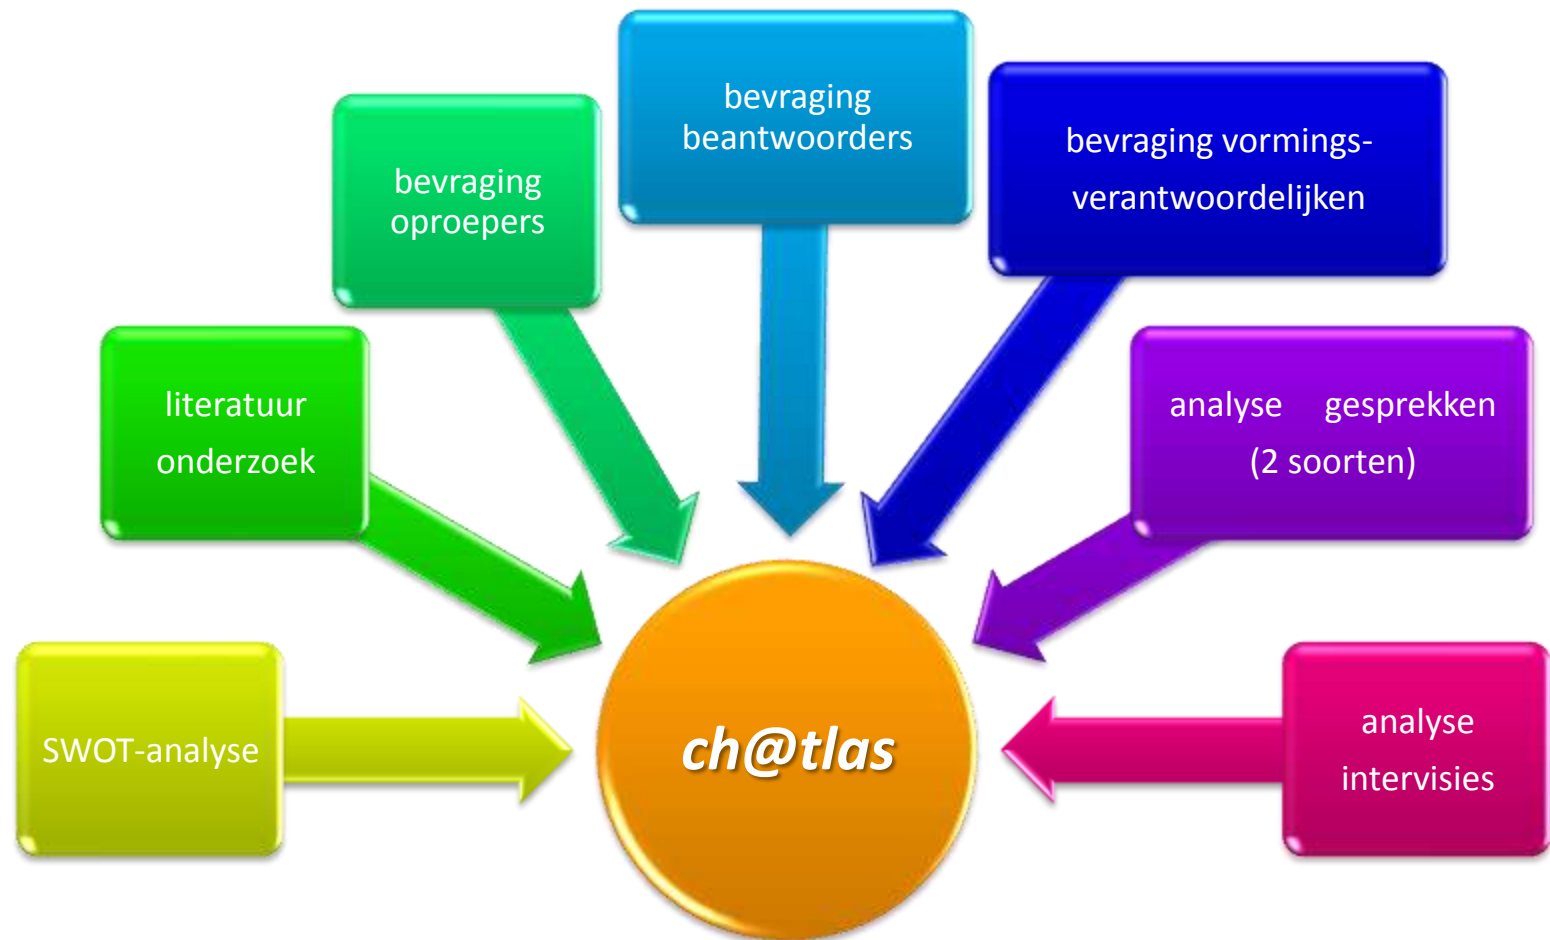 bevraging
beantwoorders
bevraging vormings-
verantwoordelijken
bevraging
oproepers
literatuur
onderzoek
analyse gesprekken
(2 soorten)
SWOT-analyse
ch@tlas
analyse
intervisies